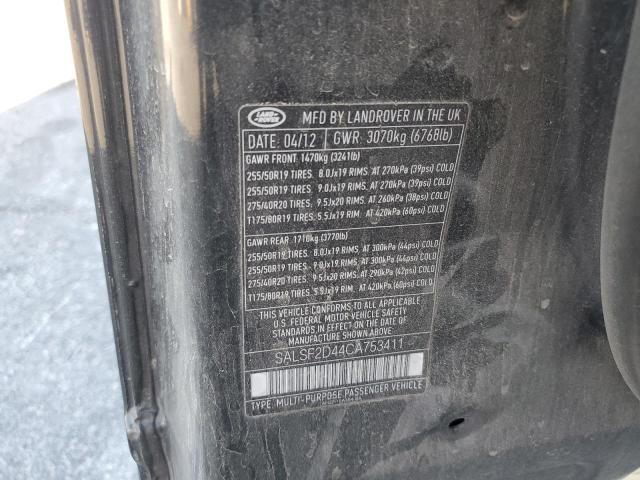 LAND ROVER
MFD BY LANDROVER IN THE UK
DATE: 04/12 GWR: 3070kg (6768lb)
GAWR FRONT 1470kg (3241lb)
255/50R19 TIRES, 8.0Jx19 RIMS, AT 270kPa (39psi) COLD
255/50R19 TIRES, 9.0Jx19 RIMS, AT 270kPa (39psi) COLD
275/40R20 TIRES, 9.5Jx20 RIMS, AT 260kPa (38psi) COLD
T175/80R19 TIRES, 5.5Jx19 RIM, AT 420kPa (60psi) COLD
GAWR REAR 1710kg (3770lb)
255/50R19 TIRES, 8.0Jx19 RIMS, AT 300kPa (44psi) COLD
255/50R19 TIRES, 9.0Jx19 RIMS, AT 300kPa (44psi) COLD
275/40R20 TIRES, 9.5Jx20 RIMS, AT 290kPa (42psi) COLD
T175/80R19 TIRES, 5.5Jx19 RIM, AT 420kPa (60psi) COLD
THIS VEHICLE CONFORMS TO ALL APPLICABLE
U.S. FEDERAL MOTOR VEHICLE SAFETY
STANDARDS IN EFFECT ON THE DATE OF
MANUFACTURE SHOWN ABOVE.
SALSF2D44CA753411
TYPE: MULTI-PURPOSE PASSENGER VEHICLE